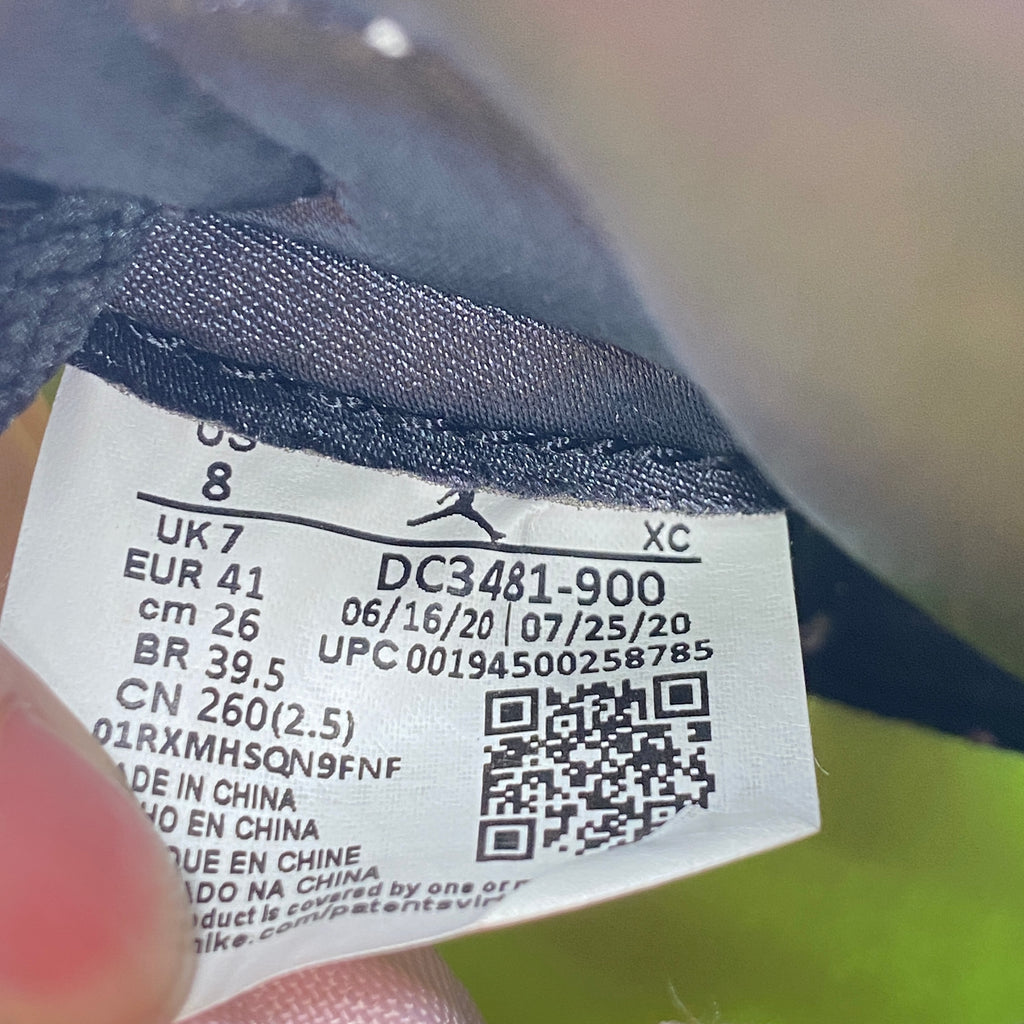 US
8
XC
UK 7
EUR 41
cm 26
BR 39.5
CN 260(2.5)
01RXMHSQN9FNF
DC3481-900
06/16/20 | 07/25/20
UPC 00194500258785
ADE IN CHINA
HO EN CHINA
QUE EN CHINE
ADO NA CHINA
oduct is covered by one or
nike.com/patentsvir